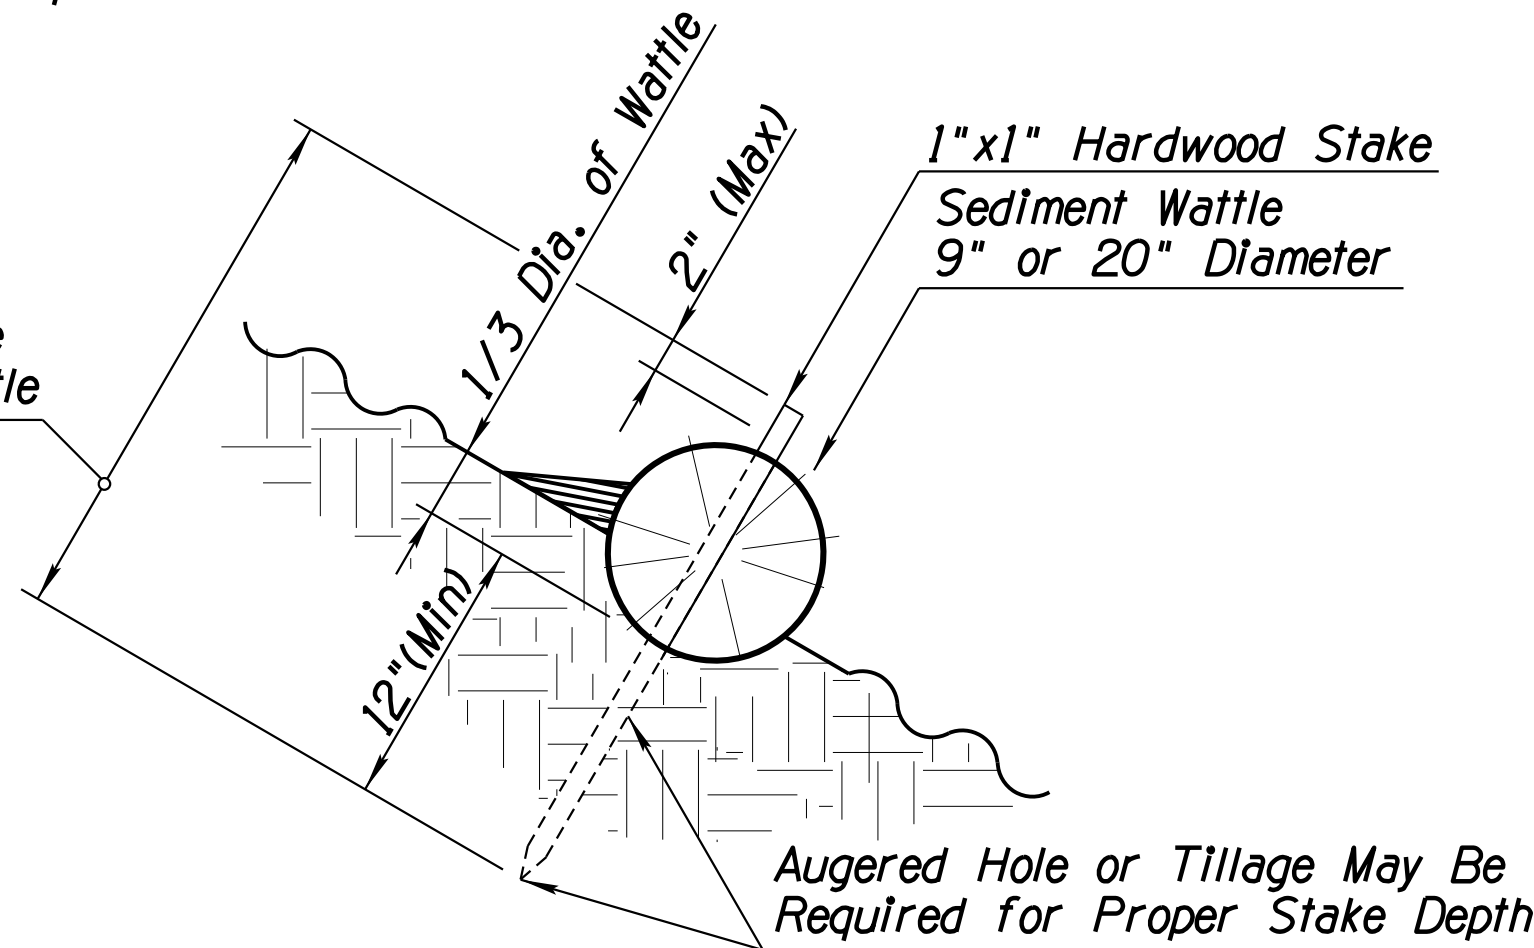 1/3 Dia. of Wattle
2" (Max)
1"x1" Hardwood Stake
Sediment Wattle
9" or 20" Diameter
12"(Min)
Augered Hole or Tillage May Be
Required for Proper Stake Depth